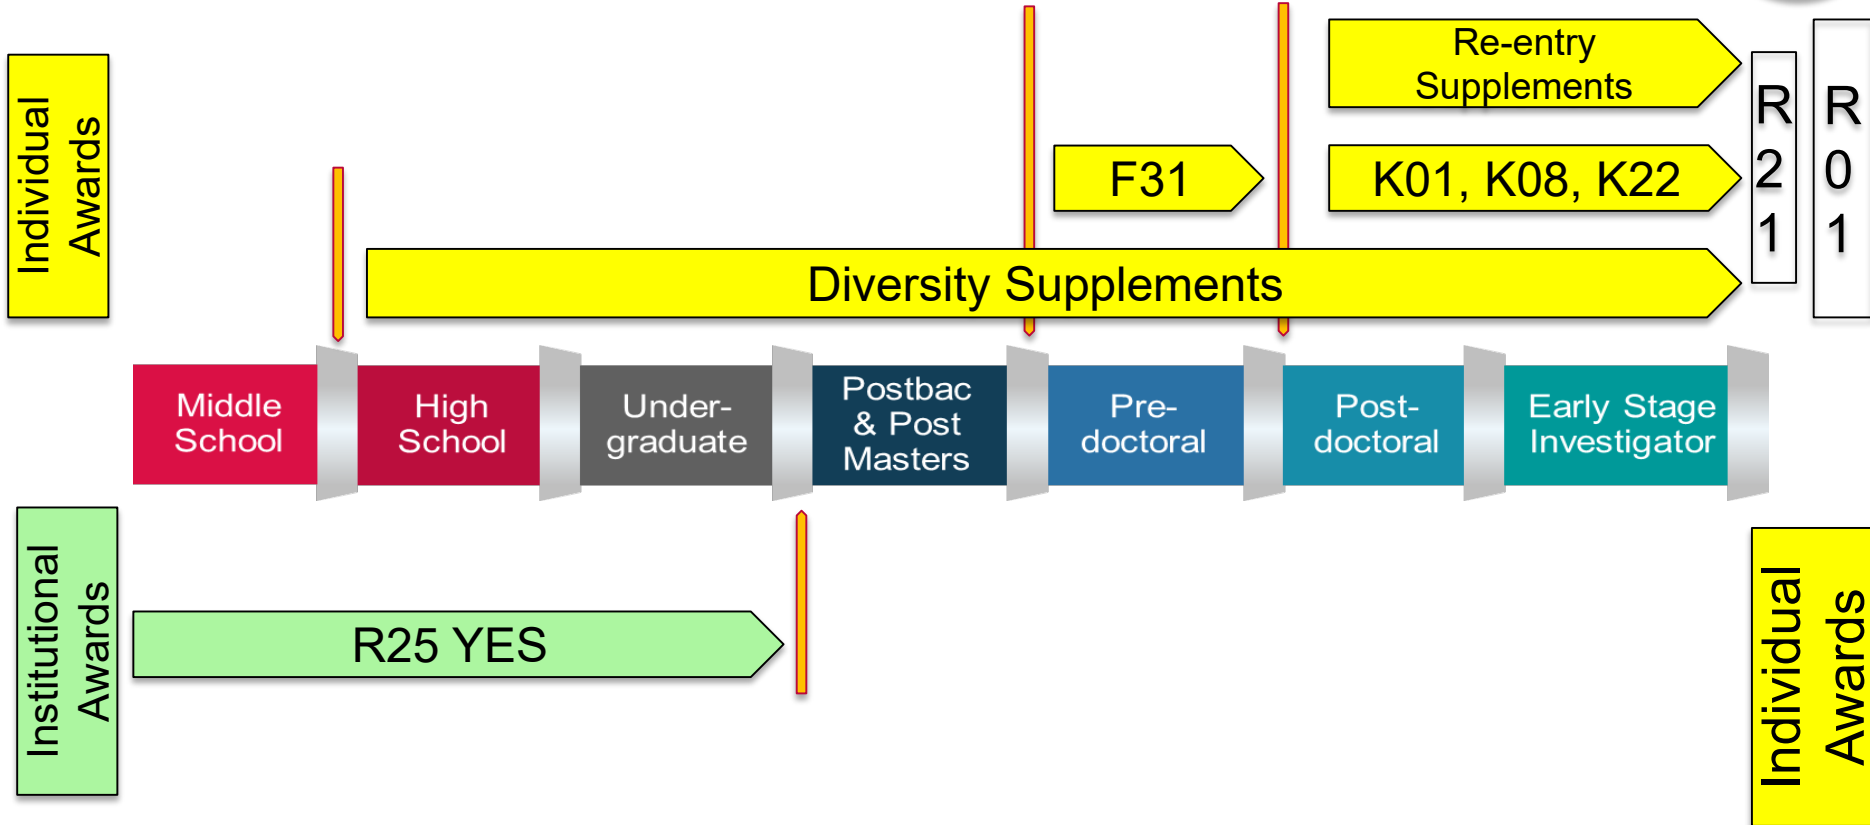 Individual
Awards
Re-entry
Supplements
F31
K01, K08, K22
R
2
1
R
0
1
Diversity Supplements
Middle
School
High
School
Under-
graduate
Postbac
& Post
Masters
Pre-
doctoral
Post-
doctoral
Early Stage
Investigator
Institutional
Awards
R25 YES
Individual
Awards